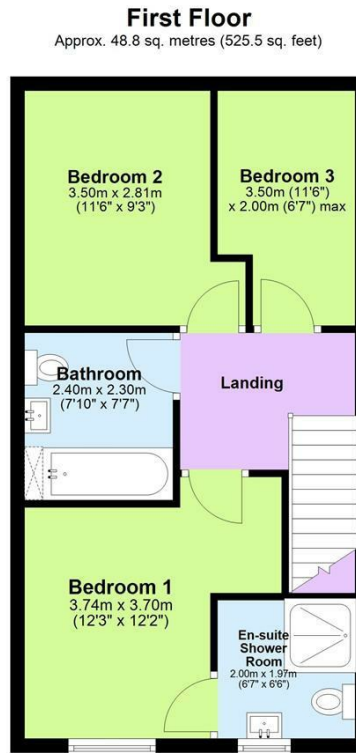 First Floor
Approx. 48.8 sq. metres (525.5 sq. feet)
Bedroom 2
3.50m x 2.81m
(11'6" x 9'3")
Bedroom 3
3.50m (11'6")
x 2.00m (6'7") max
Bathroom
2.40m x 2.30m
(7'10" x 7'7")
Landing
Bedroom 1
3.74m x 3.70m
(12'3" x 12'2")
En-suite
Shower
Room
2.00m x 1.97m
(6'7" x 6'6")